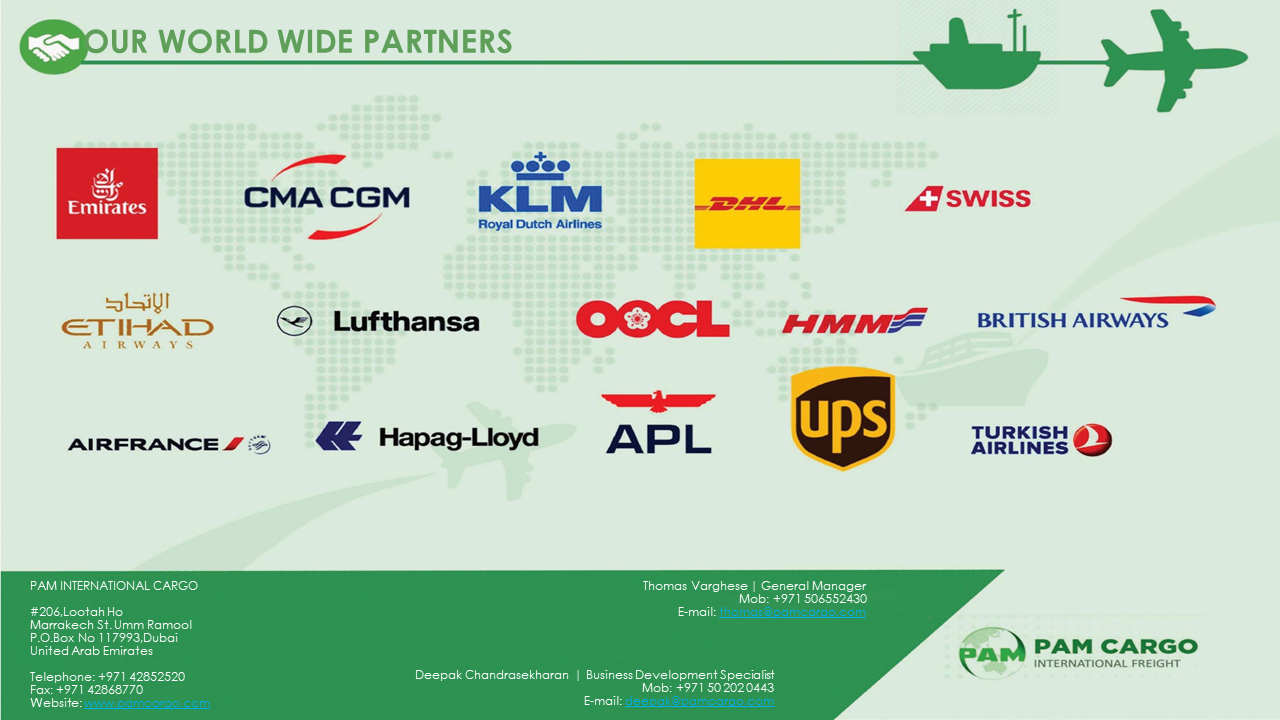 OUR WORLD WIDE PARTNERS
Emirates
CMA CGM
KLM
Royal Dutch Airlines
DHL
SWISS
الإتحاد
ETIHAD
AIRWAYS
Lufthansa
OOCL
HMM
BRITISH AIRWAYS
AIRFRANCE
Hapag-Lloyd
APL
ups
TURKISH
AIRLINES
PAM INTERNATIONAL CARGO
#206,Lootah Ho
Marrakech St. Umm Ramool
P.O.Box No 117993,Dubai
United Arab Emirates
Telephone: +971 42852520
Fax: +971 42868770
Website: www.pamcargo.com
Thomas Varghese | General Manager
Mob: +971 506552430
E-mail: thomas@pamcargo.com
Deepak Chandrasekharan | Business Development Specialist
Mob: +971 50 202 0443
E-mail: deepak@pamcargo.com
PAM
PAM CARGO
INTERNATIONAL FREIGHT